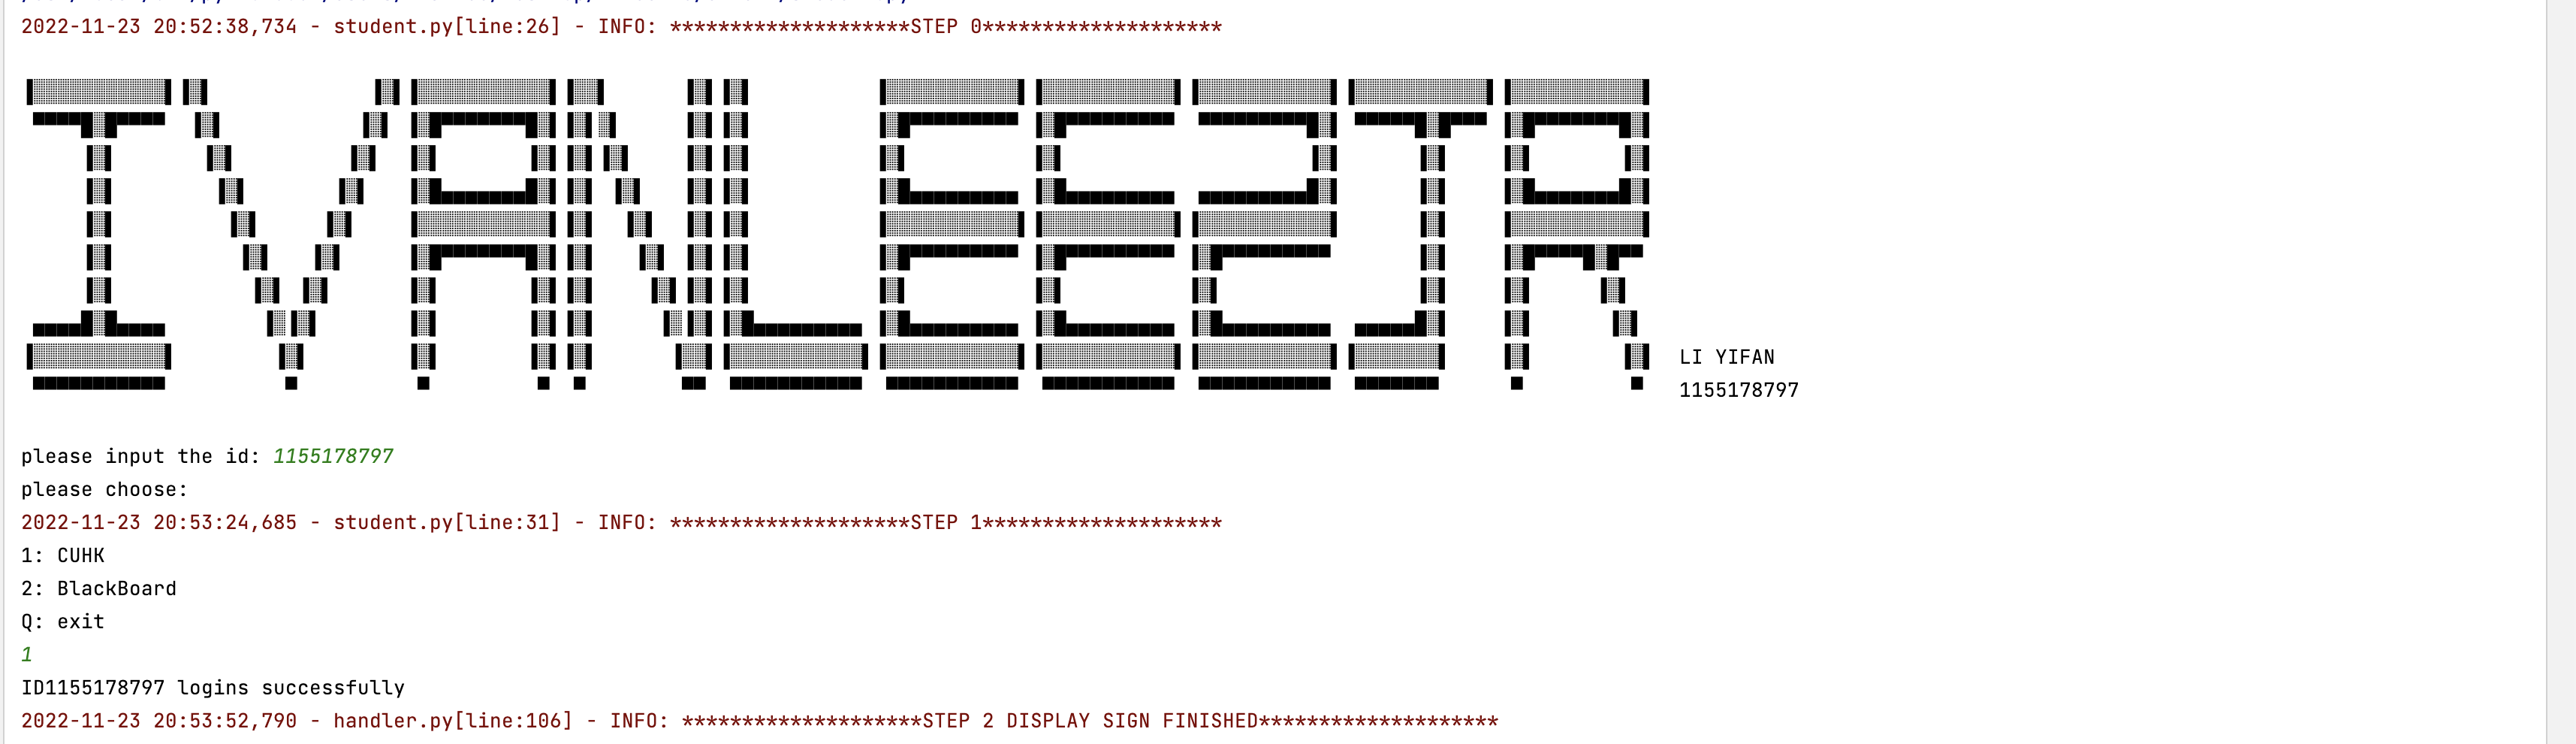 2022-11-23 20:52:38,734 - student.py[line:26] - INFO: ********************STEP 0********************
IVANLEE2JR
LI YIFAN
1155178797
please input the id: 1155178797
please choose:
2022-11-23 20:53:24,685 - student.py[line:31] - INFO: ********************STEP 1********************
1: CUHK
2: BlackBoard
Q: exit
1
ID1155178797 logins successfully
2022-11-23 20:53:52,790 - handler.py[line:106] - INFO: ********************STEP 2 DISPLAY SIGN FINISHED********************